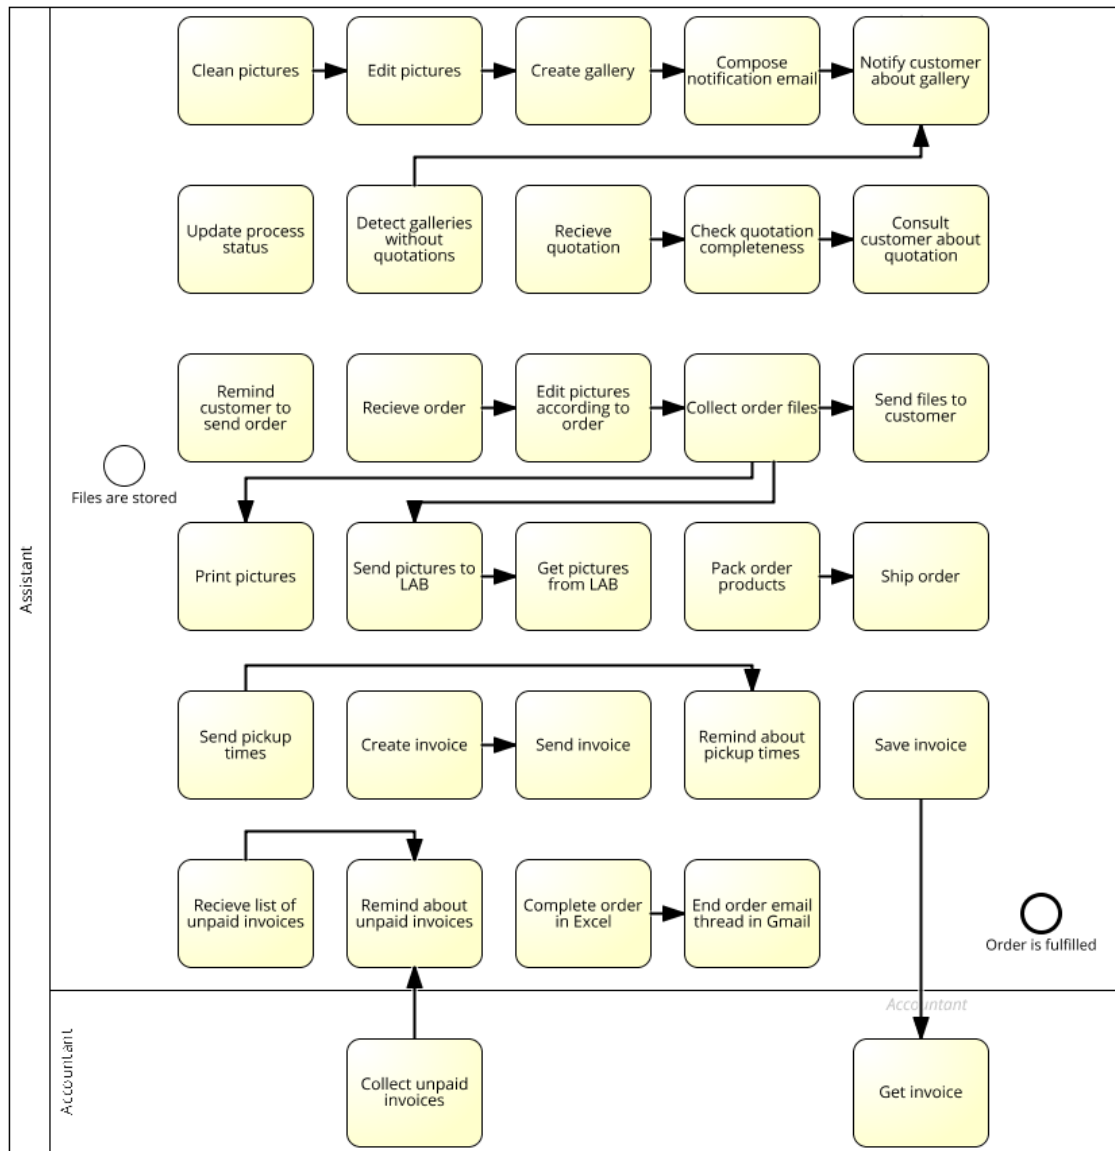 Clean pictures
Edit pictures
Create gallery
Compose
notification email
Notify customer
about gallery
Update process
status
Detect galleries
without
quotations
Recieve
quotation
Check quotation
completeness
Consult
customer about
quotation
Remind
customer to
send order
Recieve order
Edit pictures
according to
order
Collect order files
Send files to
customer
Files are stored
Assistant
Print pictures
Send pictures to
LAB
Get pictures
from LAB
Pack order
products
Ship order
Send pickup
times
Create invoice
Send invoice
Remind about
pickup times
Save invoice
Recieve list of
unpaid invoices
Remind about
unpaid invoices
Complete order
in Excel
End order email
thread in Gmail
Order is fulfilled
Accountant
Accountant
Collect unpaid
invoices
Get invoice